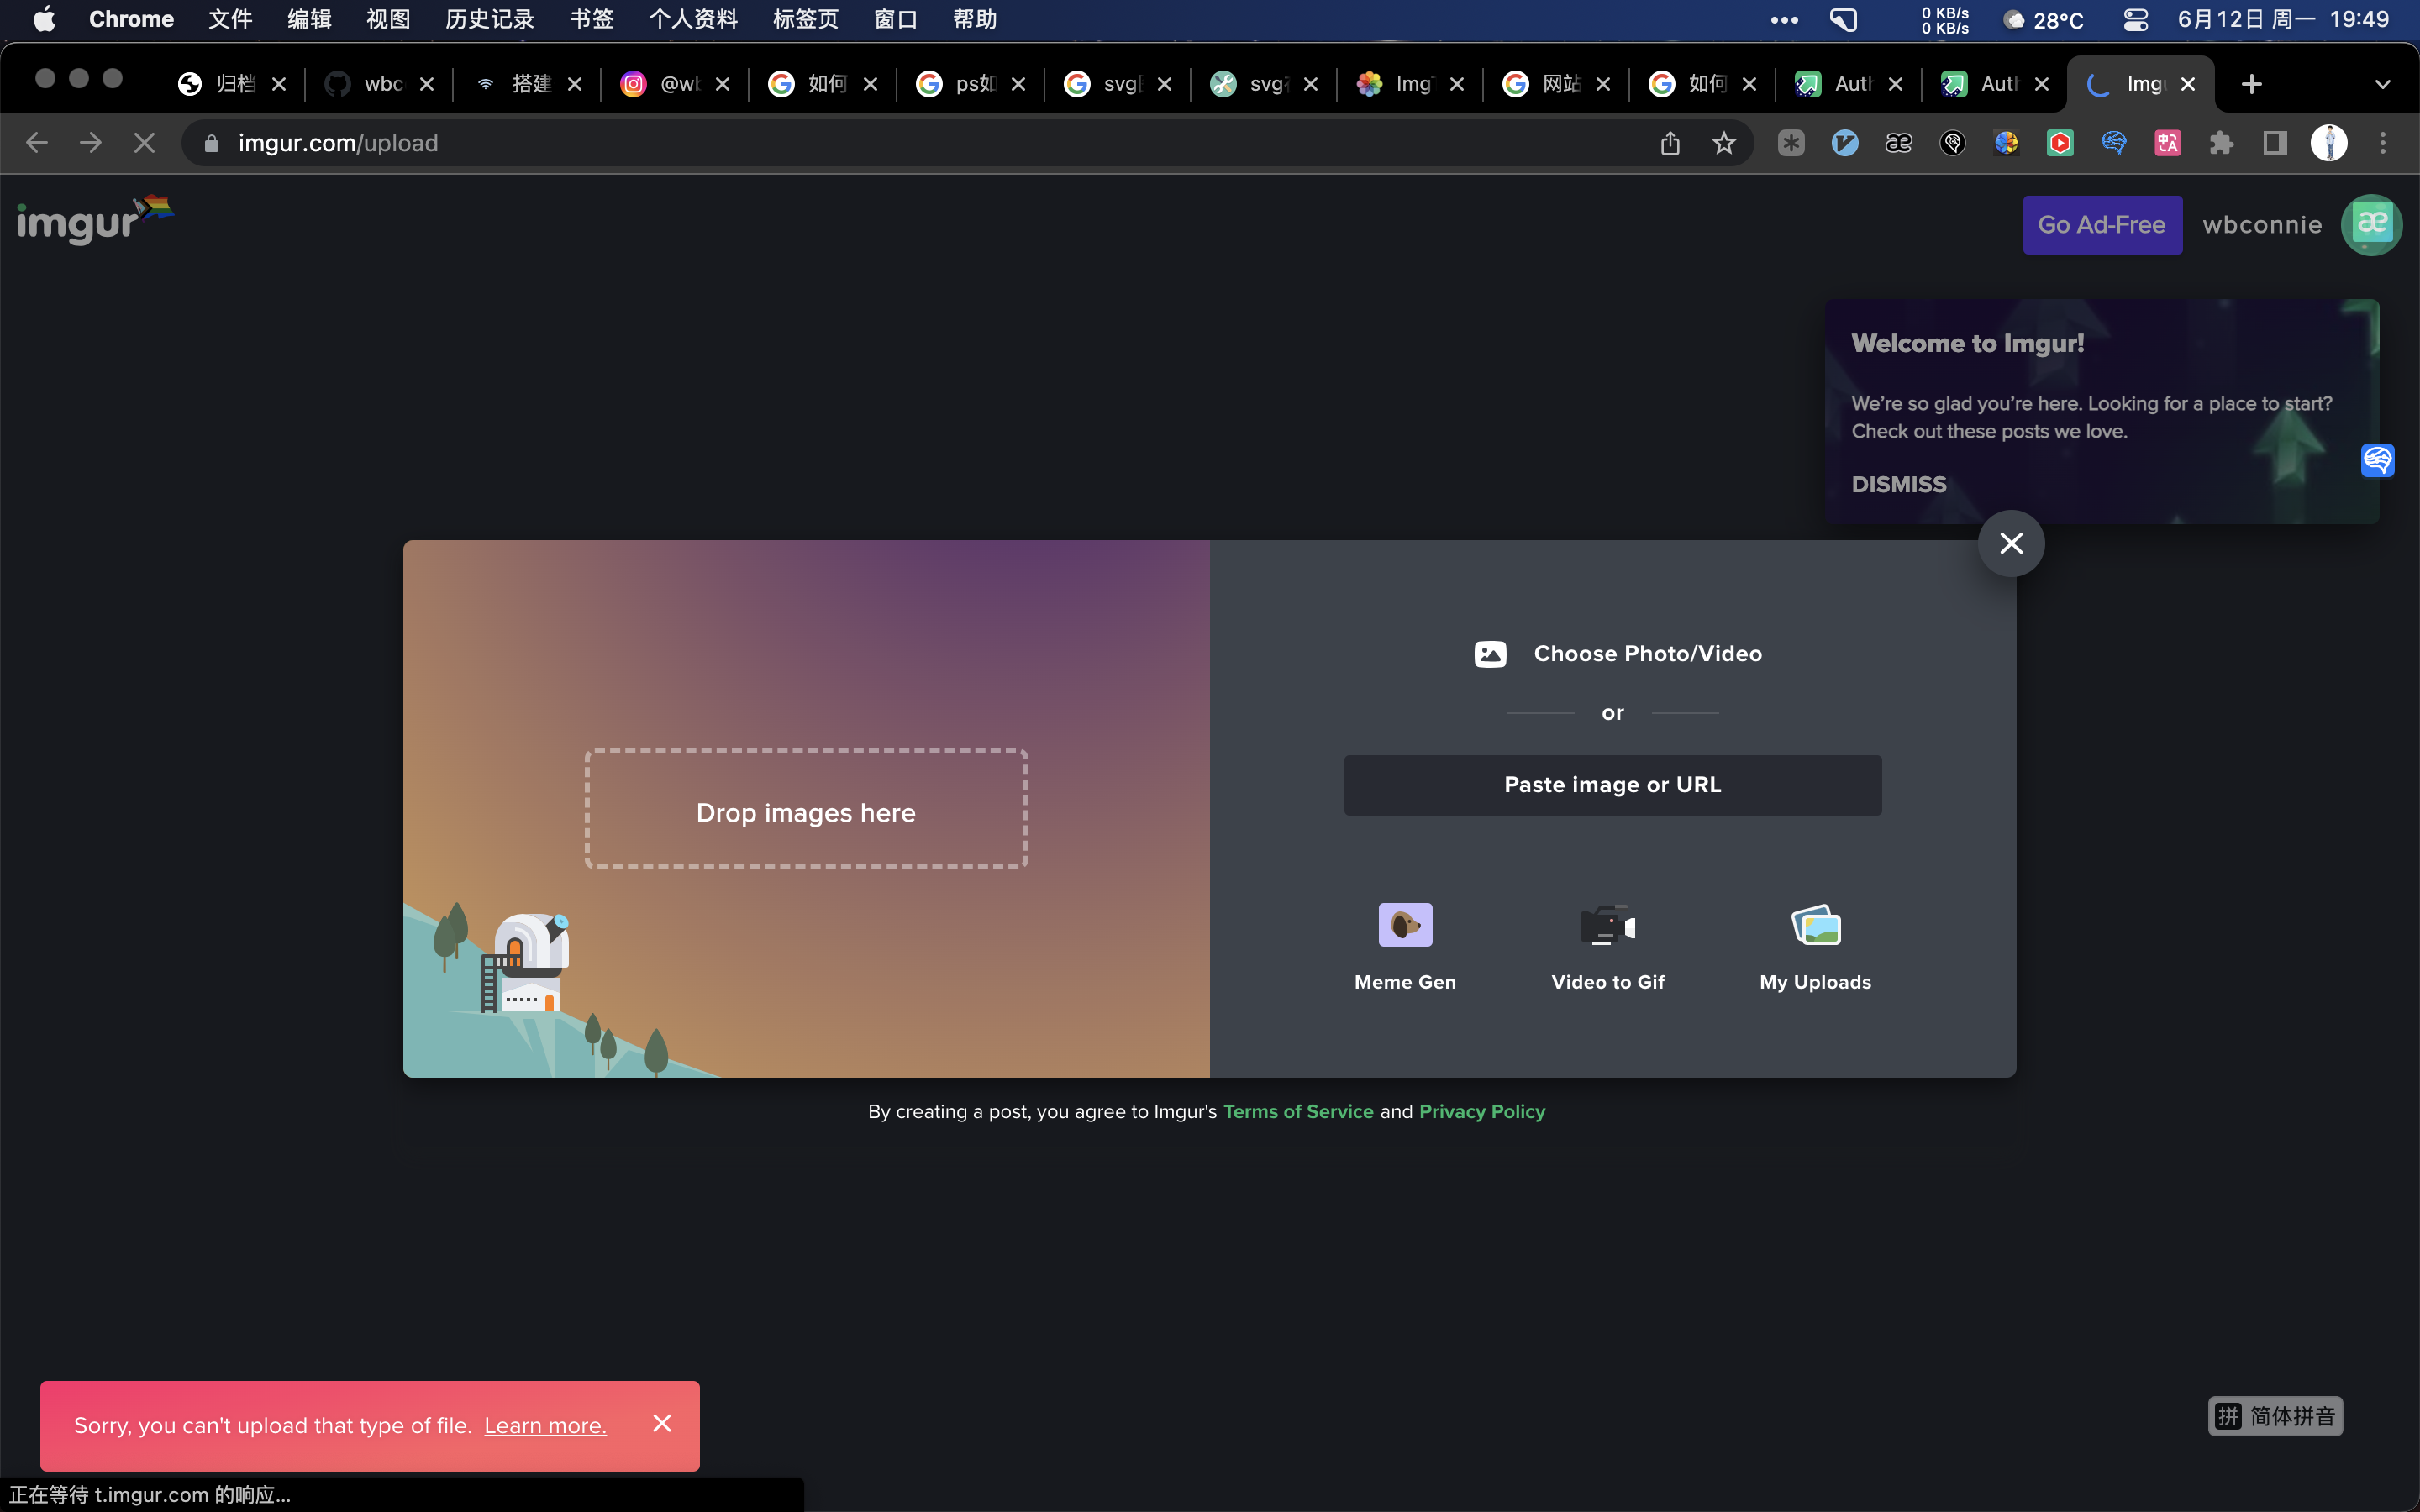 Chrome 文件 编辑 视图 历史记录 书签 个人资料 标签页 窗口 帮助 0 KB/s 28°C 6月12日 周一 19:49
0 KB/s
归档 wbc 搭建 @wb 如何 ps如 svg svg Img 网站 如何 Auth Auth Imgu
imgur.com/upload
imgur
Go Ad-Free wbconnie æ
Welcome to Imgur!
We're so glad you're here. Looking for a place to start?
Check out these posts we love.
DISMISS
Choose Photo/Video
or
Paste image or URL
Drop images here
Meme Gen Video to Gif My Uploads
By creating a post, you agree to Imgur's Terms of Service and Privacy Policy
Sorry, you can't upload that type of file. Learn more.
拼 简体拼音
正在等待 t.imgur.com 的响应...